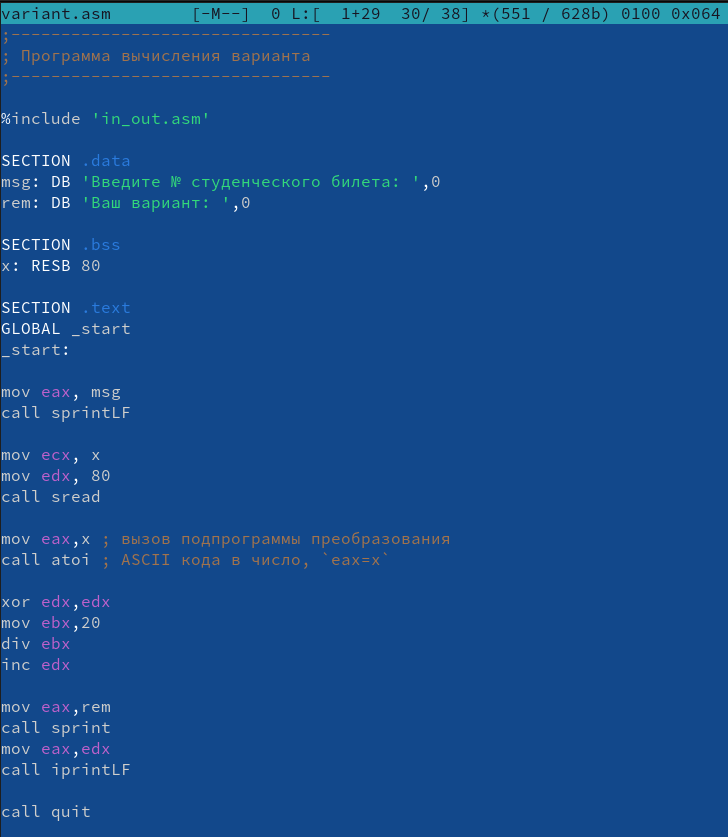 variant.asm        [-M--]  0 L:[  1+29  30/ 38] *(551 / 628b) 0100 0x064
;--------------------------------
; Программа вычисления варианта
;--------------------------------
%include 'in_out.asm'
SECTION .data
msg: DB 'Введите № студенческого билета: ',0
rem: DB 'Ваш вариант: ',0
SECTION .bss
x: RESB 80
SECTION .text
GLOBAL _start
_start:
mov eax, msg
call sprintLF
mov ecx, x
mov edx, 80
call sread
mov eax,x ; вызов подпрограммы преобразования
call atoi ; ASCII кода в число, `eax=x`
xor edx,edx
mov ebx,20
div ebx
inc edx
mov eax,rem
call sprint
mov eax,edx
call iprintLF
call quit